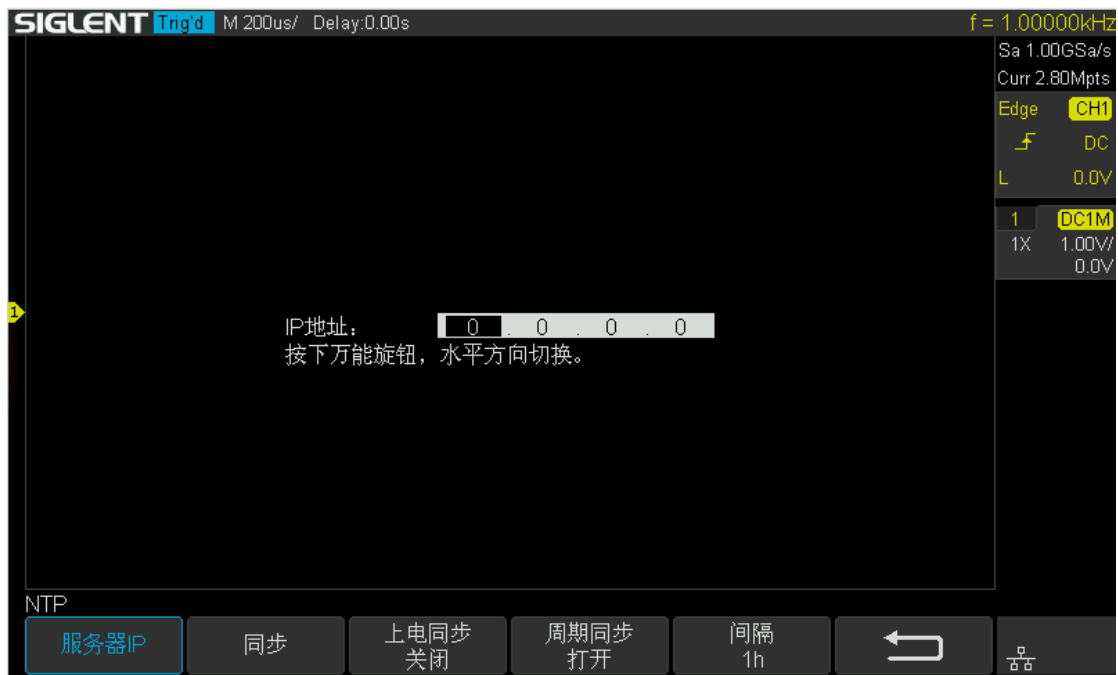 SIGLENT Trig'd M 200us/ Delay:0.00s f = 1.00000kHz
Sa 1.00GSa/s
Curr 2.80Mpts
Edge CH1
DC
L 0.0V
1 DC1M
1X 1.00V/
0.0V
1
IP地址: 0 . 0 . 0 . 0
按下万能旋钮，水平方向切换。
NTP
服务器IP 同步 上电同步 周期同步 间隔
关闭 打开 1h